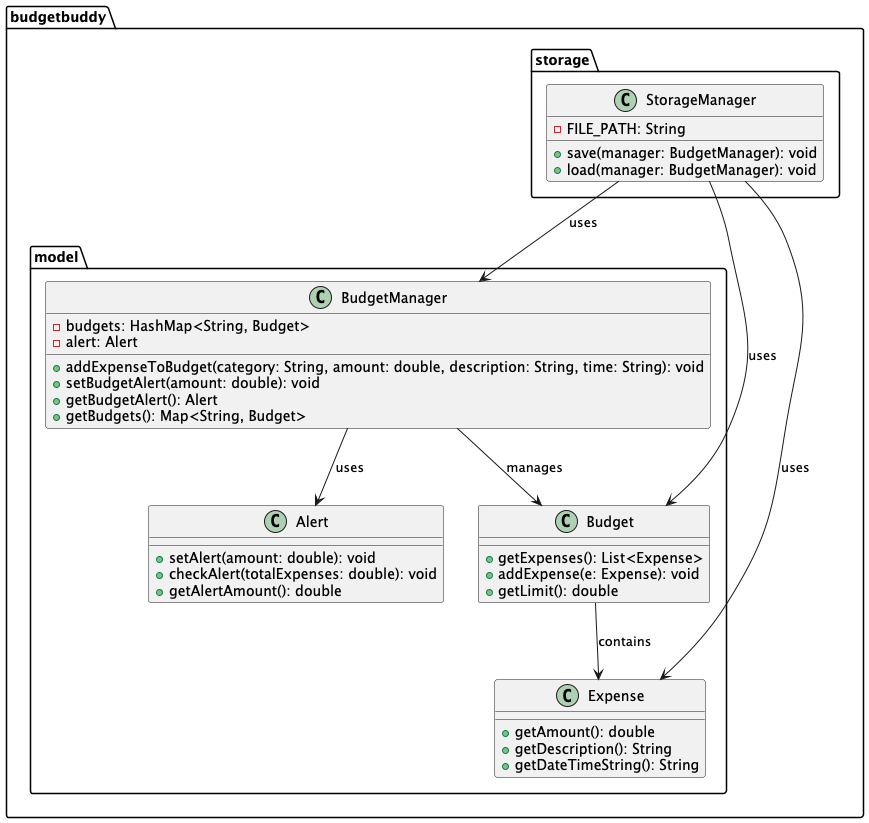 budgetbuddy
storage
C StorageManager
FILE_PATH: String
save(manager: BudgetManager): void
load(manager: BudgetManager): void
uses
model
C BudgetManager
budgets: HashMap<String, Budget>
alert: Alert
addExpenseToBudget(category: String, amount: double, description: String, time: String): void
setBudgetAlert(amount: double): void
getBudgetAlert(): Alert
getBudgets(): Map<String, Budget>
uses
uses
manages
uses
C Alert
setAlert(amount: double): void
checkAlert(totalExpenses: double): void
getAlertAmount(): double
C Budget
getExpenses(): List<Expense>
addExpense(e: Expense): void
getLimit(): double
contains
C Expense
getAmount(): double
getDescription(): String
getDateTimeString(): String